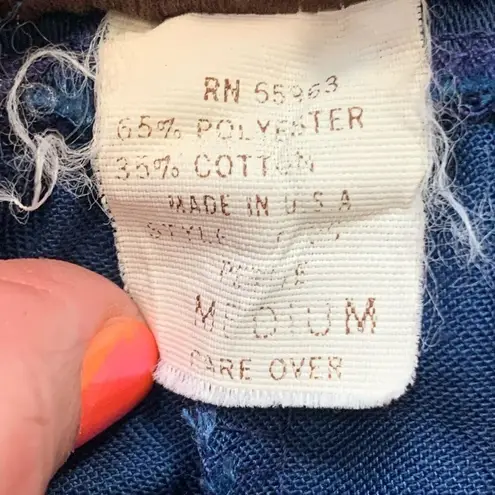 RN 55963
65% POLYESTER
35% COTTON
MADE IN U.S.A
STYLE
MEDIUM
CARE OVER